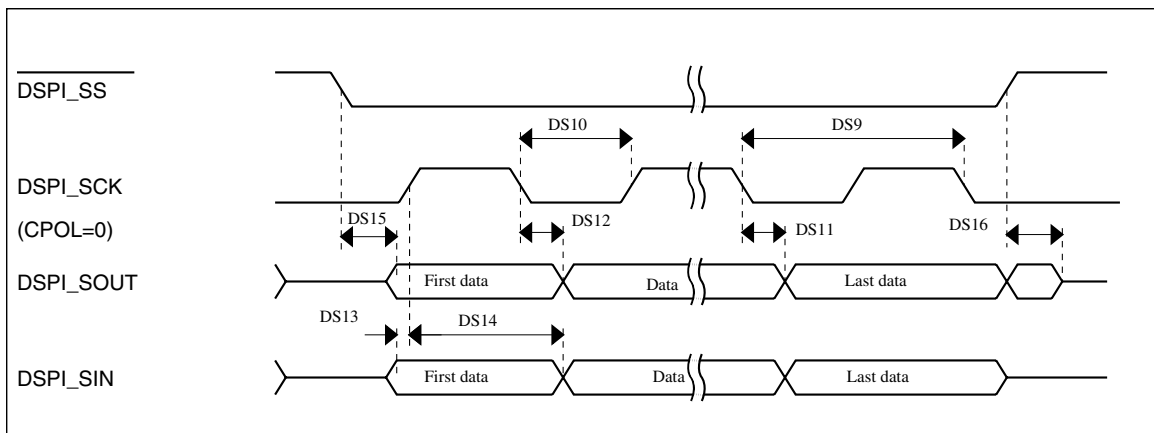 DSPI_SS
DS10
DS9
DSPI_SCK
(CPOL=0)
DS15
DS12
DS11
DS16
DSPI_SOUT
First data
Data
Last data
DS13
DS14
DSPI_SIN
First data
Data
Last data